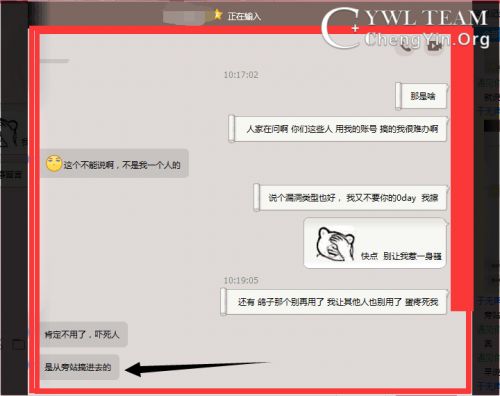 正在输入
CYWL TEAM
ChengYin.Org
10:17:02
那是啥
人家在问啊 你们这些人 用我的账号 搞的我很难办啊
这个不能说啊，不是我一个人的
说个漏洞类型也好， 我又不要你的0day 我擦
快点 别让我惹一身骚
10:19:05
还有 鸽子那个别再用了 我让其他人也别用了 蛋疼死我
肯定不用了，吓死人
是从旁站搞进去的